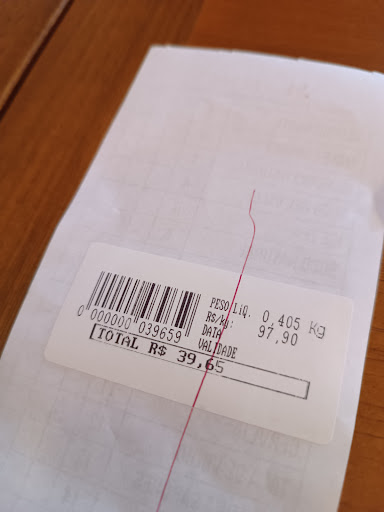 PESO LIQ. 0,405 Kg
R$/Kg: 97,90
DATA
VALIDADE
0 000000 039659
TOTAL R$ 39,65